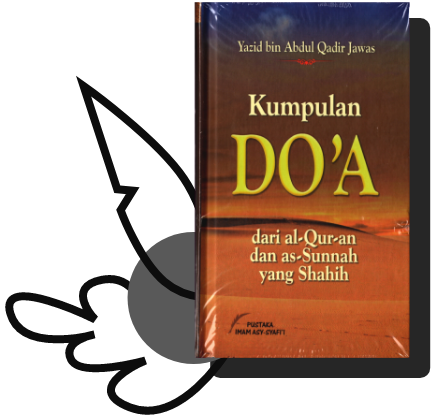 Yazid bin Abdul Qadir Jawas
Kumpulan
DO'A
dari al-Qur-an
dan as-Sunnah
yang Shahih
PUSTAKA
IMAM ASY-SYAFI'I